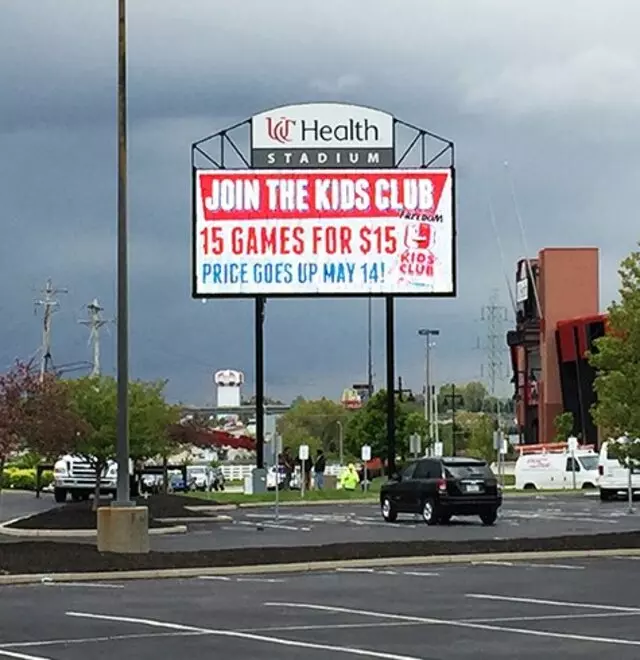 UC Health
STADIUM
JOIN THE KIDS CLUB
15 GAMES FOR $15
PRICE GOES UP MAY 14!
FREEDOM
KIDS
CLUB